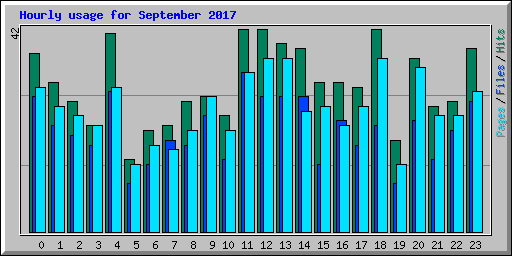 Hourly usage for September 2017
42
Pages/Files/Hits
0 1 2 3 4 5 6 7 8 9 10 11 12 13 14 15 16 17 18 19 20 21 22 23